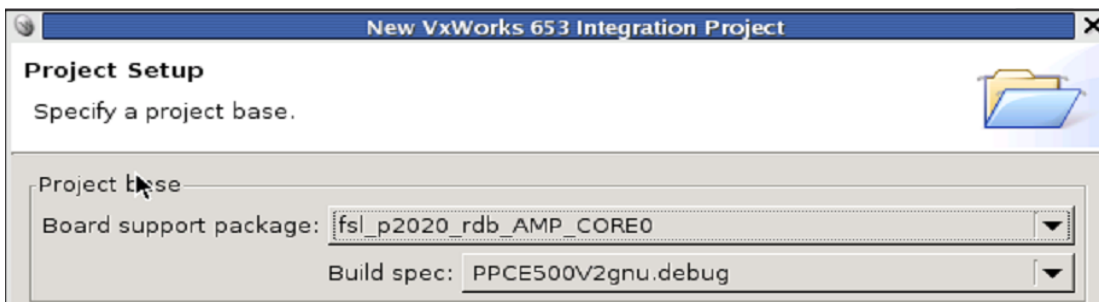 New VxWorks 653 Integration Project
Project Setup
Specify a project base.
Project base
Board support package: fsl_p2020_rdb_AMP_CORE0
Build spec: PPCE500V2gnu.debug